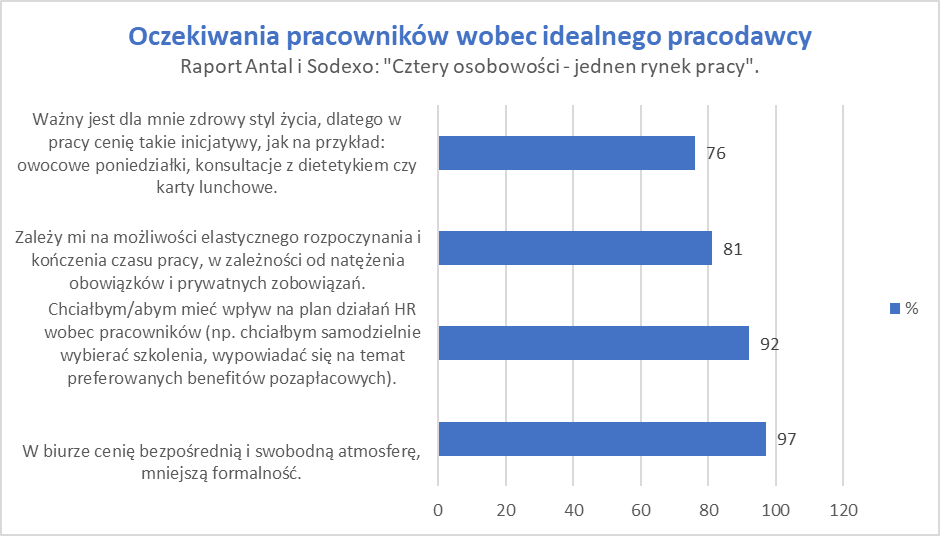 Oczekiwania pracowników wobec idealnego pracodawcy
Raport Antal i Sodexo: "Cztery osobowości - jednen rynek pracy".
Ważny jest dla mnie zdrowy styl życia, dlatego w
pracy cenię takie inicjatywy, jak na przykład:
owocowe poniedziałki, konsultacje z dietetykiem czy
karty lunchowe.
76
Zależy mi na możliwości elastycznego rozpoczynania i
kończenia czasu pracy, w zależności od natężenia
obowiązków i prywatnych zobowiązań.
81
Chciałbym/abym mieć wpływ na plan działań HR
wobec pracowników (np. chciałbym samodzielnie
wybierać szkolenia, wypowiadać się na temat
preferowanych benefitów pozapłacowych).
92
W biurze cenię bezpośrednią i swobodną atmosferę,
mniejszą formalność.
97
0 20 40 60 80 100 120
%